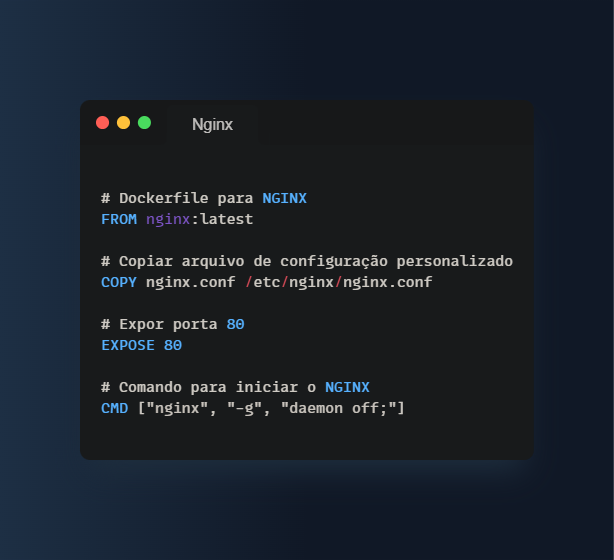 Nginx
# Dockerfile para NGINX
FROM nginx:latest
# Copiar arquivo de configuração personalizado
COPY nginx.conf /etc/nginx/nginx.conf
# Expor porta 80
EXPOSE 80
# Comando para iniciar o NGINX
CMD ["nginx", "-g", "daemon off;"]